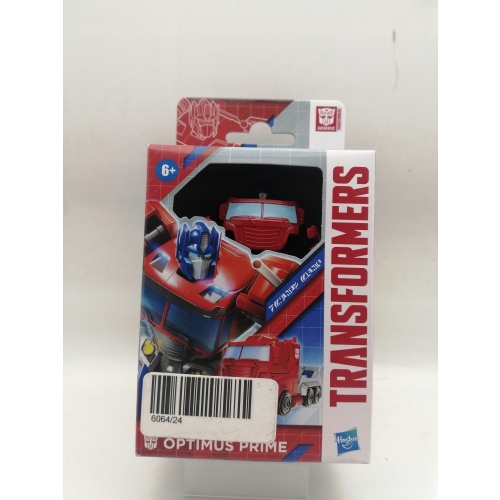 6+
TRANSFORMERS
6064/24
OPTIMUS PRIME
Hasbro